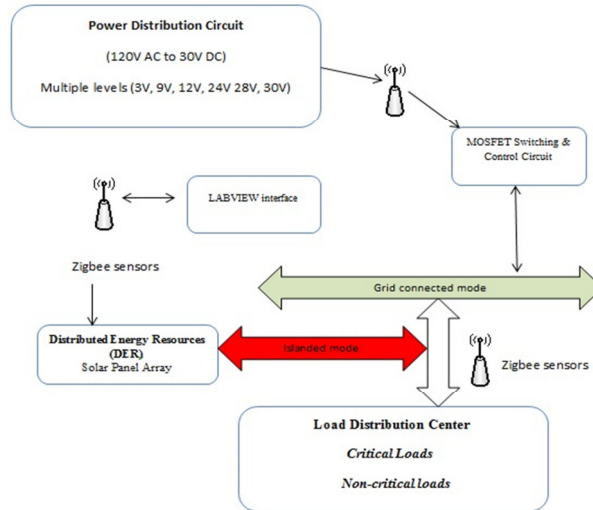 Power Distribution Circuit
(120V AC to 30V DC)
Multiple levels (3V, 9V, 12V, 24V 28V, 30V)
MOSFET Switching &
Control Circuit
LABVIEW interface
Zigbee sensors
Grid connected mode
Distributed Energy Resources
(DER)
Solar Panel Array
Islanded mode
Zigbee sensors
Load Distribution Center
Critical Loads
Non-critical loads